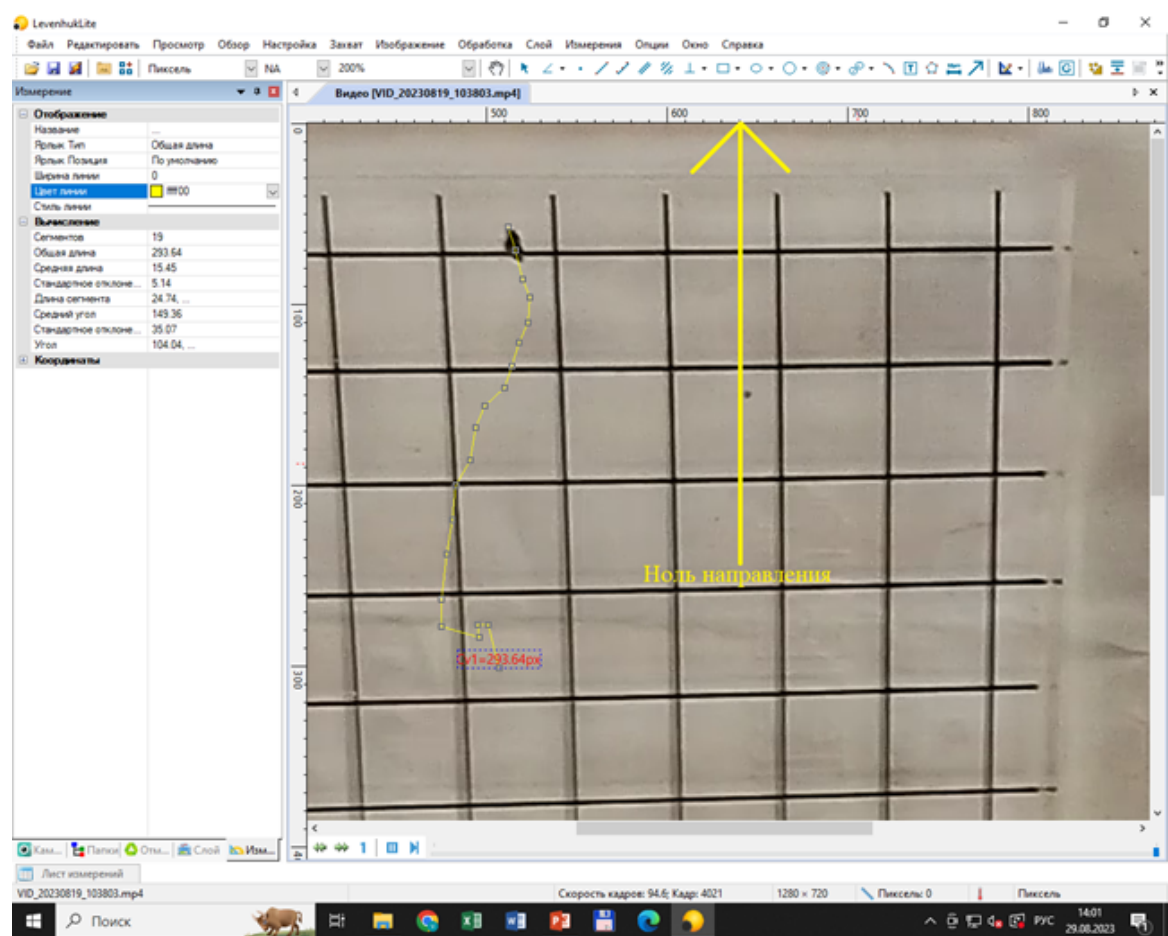 LevenhukLite
Файл Редактировать Просмотр Обзор Настройка Захват Изображение Обработка Слой Измерения Опции Окно Справка
Пиксель NA 200%
Измерение
Видео [VID_20230819_103803.mp4]
500 600 700 800
Отображение
Название ...
Ярлык Тип Общая длина
Ярлык Позиция По умолчанию
Ширина линии 0
Цвет линии ffff00
Стиль линии
Вычисление
Сегментов 19
Общая длина 293.64
Средняя длина 15.45
Стандартное отклоне... 5.14
Длина сегмента 24.74, ...
Средний угол 149.36
Стандартное отклоне... 35.07
Угол 104.04, ...
Координаты
0
100
200
300
Ноль направления
Cv1=293.64px
1
Кам... Папки Отм... Слой Изм...
Лист измерений
VID_20230819_103803.mp4 Скорость кадров: 94.6; Кадр: 4021 1280 × 720 Пиксель: 0 Пиксель
Поиск
РУС 14:01
29.08.2023